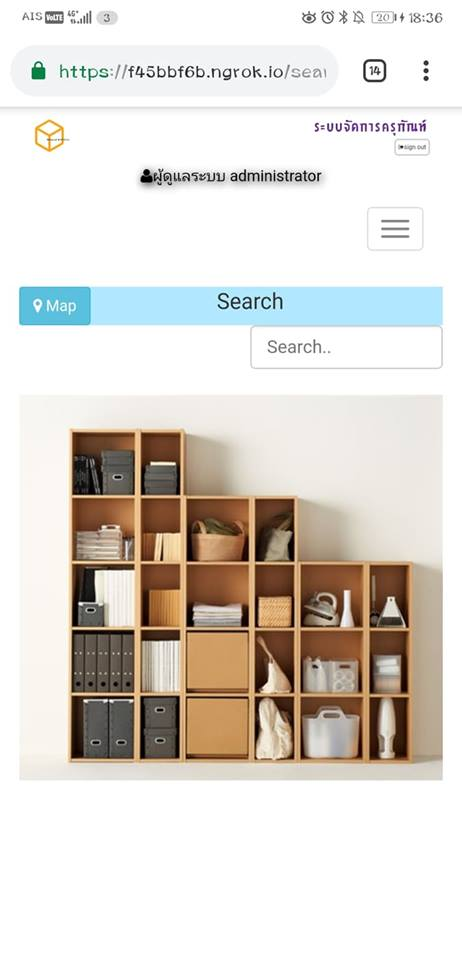 AIS VoLTE 4G+ 3 20 18:36
https://f45bbf6b.ngrok.io/sear
14
ระบบจัดการครุภัณฑ์
sign out
ผู้ดูแลระบบ administrator
Map
Search
Search..